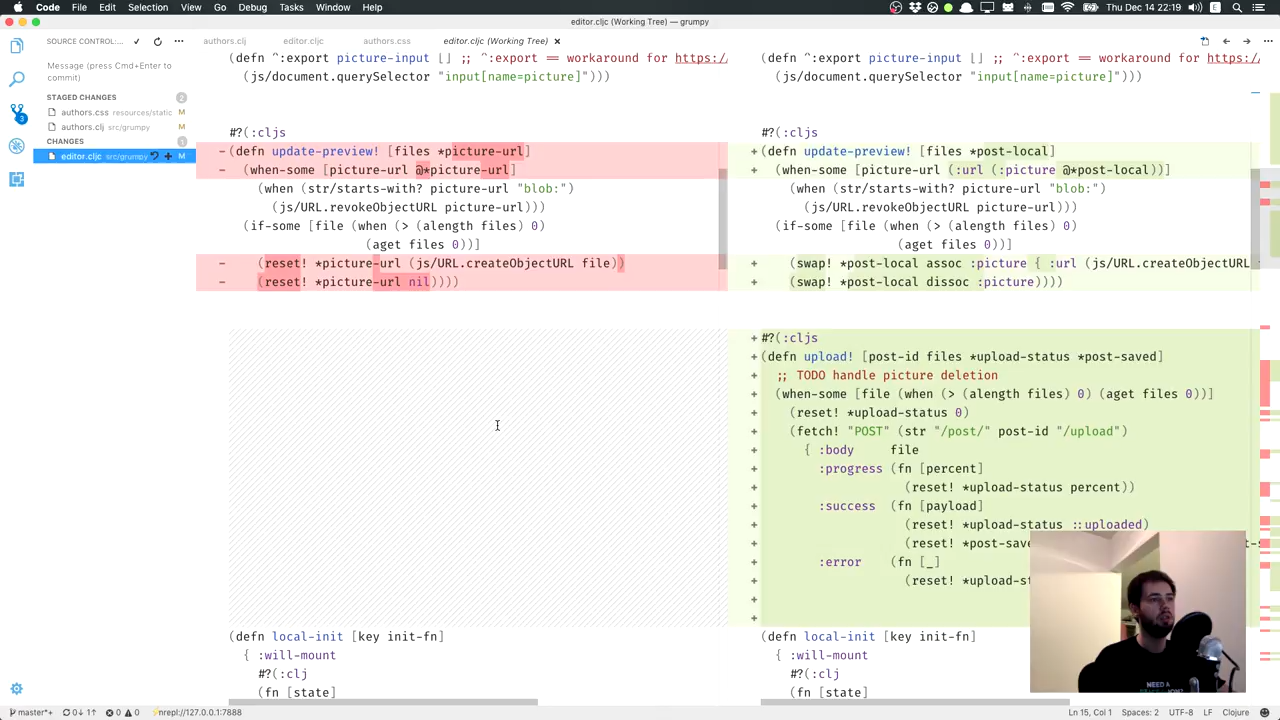 Code File Edit Selection View Go Debug Terminal Window Help
Thu, 14 Dec 22:19 U.S.
editor.cljc (Working Tree) — grumpy
SOURCE CONTROL:...
authors.clj
editor.cljc
authors.css
editor.cljc (Working Tree)
Message (press Cmd+Enter to
commit)
STAGED CHANGES 2
authors.css resources/static M
authors.clj src/grumpy M
CHANGES 1
editor.cljc src/grumpy M
3
(defn ^:export picture-input [] ;; ^:export == workaround for https:/
(js/document.querySelector "input[name=picture]")))
#?(:cljs
- (defn update-preview! [files *picture-url]
- (when-some [picture-url @*picture-url]
(when (str/starts-with? picture-url "blob:")
(js/URL.revokeObjectURL picture-url)))
(if-some [file (when (> (alength files) 0)
(aget files 0))]
- (reset! *picture-url (js/URL.createObjectURL file))
- (reset! *picture-url nil))))
(defn local-init [key init-fn]
{ :will-mount
#?(:clj
(fn [state]
(defn ^:export picture-input [] ;; ^:export == workaround for https:/
(js/document.querySelector "input[name=picture]")))
#?(:cljs
+ (defn update-preview! [files *post-local]
+ (when-some [picture-url (:url (:picture @*post-local))]
(when (str/starts-with? picture-url "blob:")
(js/URL.revokeObjectURL picture-url)))
(if-some [file (when (> (alength files) 0)
(aget files 0))]
+ (swap! *post-local assoc :picture { :url (js/URL.createObjectURL
+ (swap! *post-local dissoc :picture))))
+ #?(:cljs
+ (defn upload! [post-id files *upload-status *post-saved]
+ ;; TODO handle picture deletion
+ (when-some [file (when (> (alength files) 0) (aget files 0))]
+ (reset! *upload-status 0)
+ (fetch! "POST" (str "/post/" post-id "/upload")
+ { :body file
+ :progress (fn [percent]
+ (reset! *upload-status percent))
+ :success (fn [payload]
+ (reset! *upload-status ::uploaded)
+ (reset! *post-sav
+ :error (fn [_]
+ (reset! *upload-st
+
+
(defn local-init [key init-fn]
{ :will-mount
#?(:clj
(fn [state]
NEED A
master*+ 0↓ 1↑ 0 0 nrepl://127.0.0.1:7888
Ln 15, Col 1 Spaces: 2 UTF-8 LF Clojure